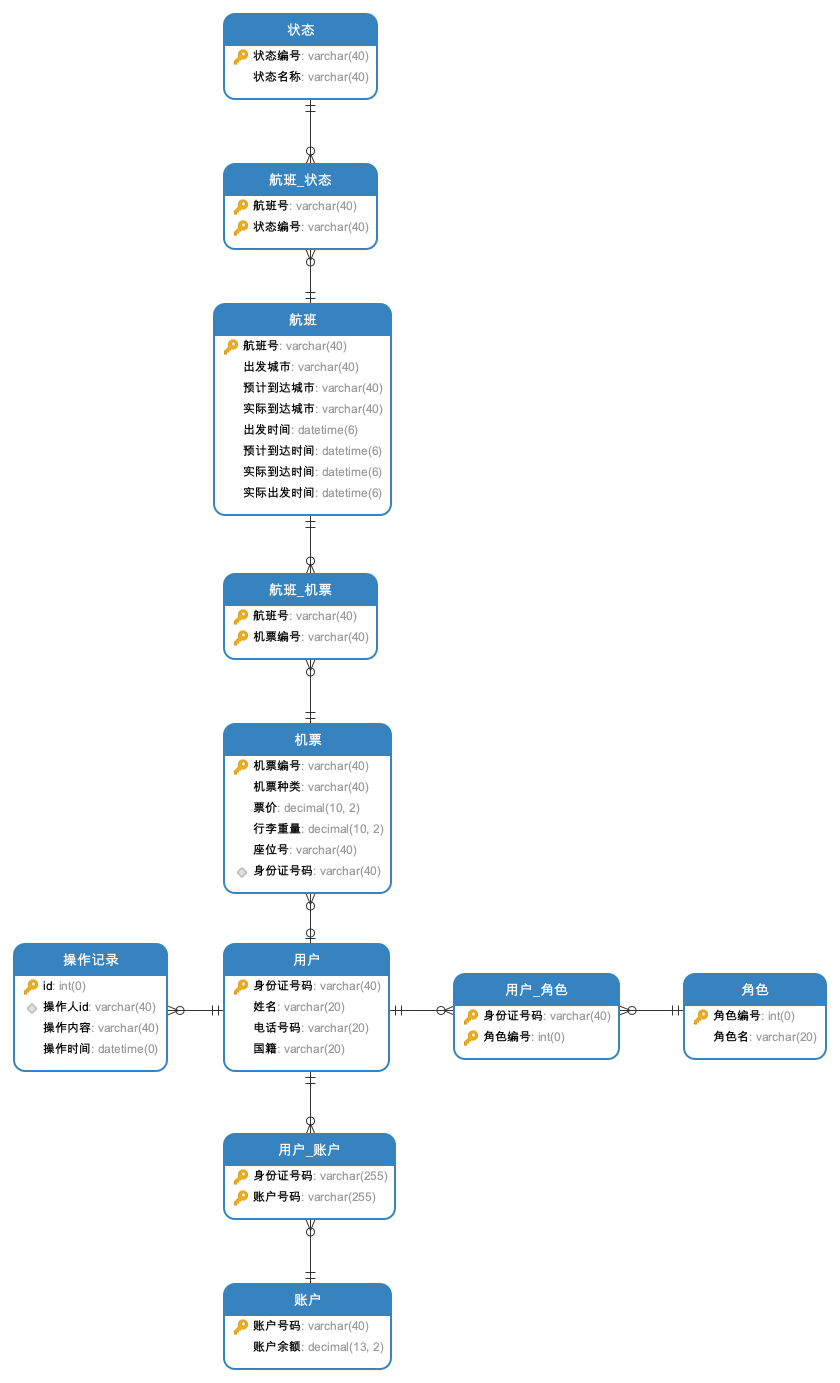 状态
状态编号: varchar(40)
状态名称: varchar(40)
航班_状态
航班号: varchar(40)
状态编号: varchar(40)
航班
航班号: varchar(40)
出发城市: varchar(40)
预计到达城市: varchar(40)
实际到达城市: varchar(40)
出发时间: datetime(6)
预计到达时间: datetime(6)
实际到达时间: datetime(6)
实际出发时间: datetime(6)
航班_机票
航班号: varchar(40)
机票编号: varchar(40)
机票
机票编号: varchar(40)
机票种类: varchar(40)
票价: decimal(10, 2)
行李重量: decimal(10, 2)
座位号: varchar(40)
身份证号码: varchar(40)
操作记录
id: int(0)
操作人id: varchar(40)
操作内容: varchar(40)
操作时间: datetime(0)
用户
身份证号码: varchar(40)
姓名: varchar(20)
电话号码: varchar(20)
国籍: varchar(20)
用户_角色
身份证号码: varchar(40)
角色编号: int(0)
角色
角色编号: int(0)
角色名: varchar(20)
用户_账户
身份证号码: varchar(255)
账户号码: varchar(255)
账户
账户号码: varchar(40)
账户余额: decimal(13, 2)